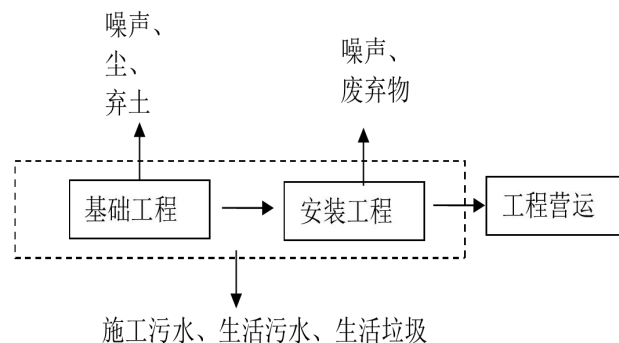 噪声、
尘、
弃土
噪声、
废弃物
基础工程
安装工程
工程营运
施工污水、生活污水、生活垃圾